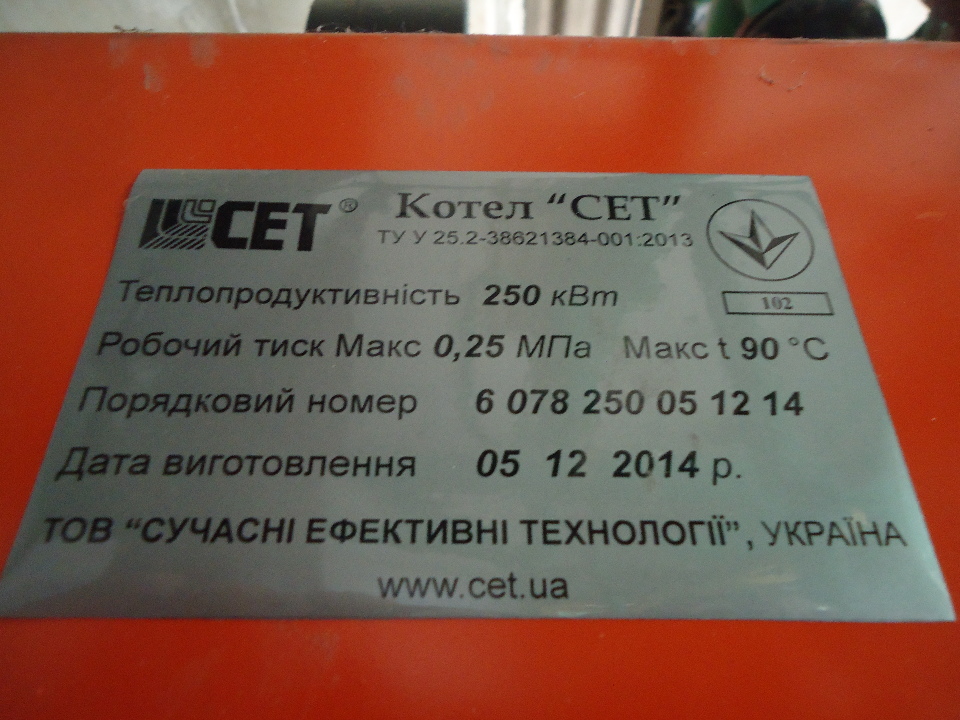 СЕТ ® Котел “СЕТ”
ТУ У 25.2-38621384-001:2013
102
Теплопродуктивність 250 кВт
Робочий тиск Макс 0,25 МПа Макс t 90 °С
Порядковий номер 6 078 250 05 12 14
Дата виготовлення 05 12 2014 р.
ТОВ “СУЧАСНІ ЕФЕКТИВНІ ТЕХНОЛОГІЇ”, УКРАЇНА
www.cet.ua